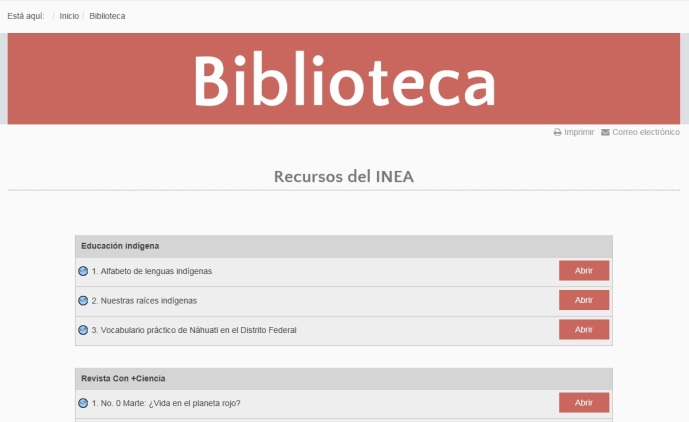 Está aquí: / Inicio / Biblioteca
Biblioteca
Imprimir Correo electrónico
Recursos del INEA
Educación indígena
1. Alfabeto de lenguas indígenas Abrir
2. Nuestras raíces indígenas Abrir
3. Vocabulario práctico de Náhuatl en el Distrito Federal Abrir
Revista Con +Ciencia
1. No. 0 Marte: ¿Vida en el planeta rojo? Abrir